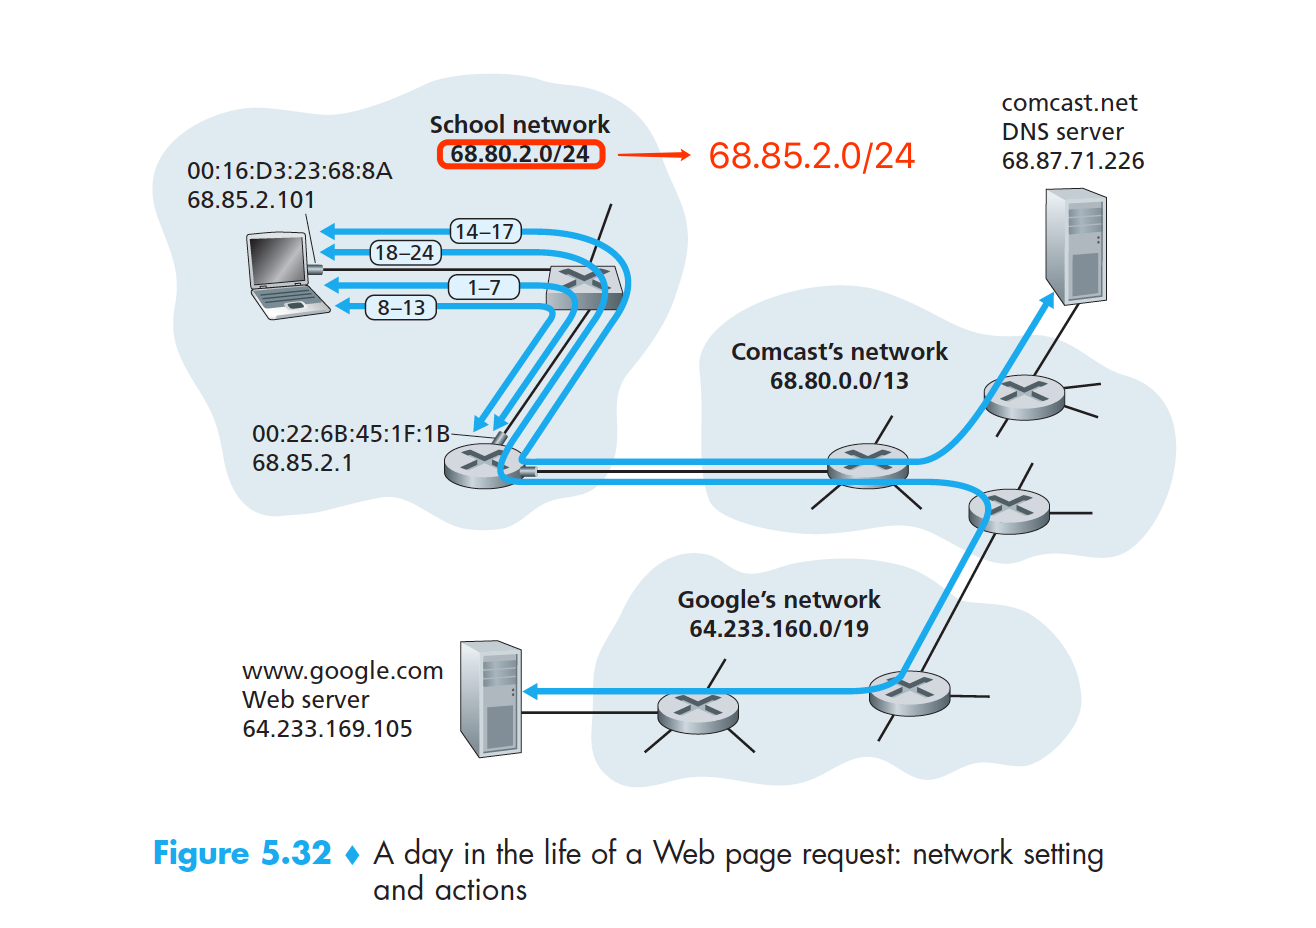 School network
68.80.2.0/24
68.85.2.0/24
comcast.net
DNS server
68.87.71.226
00:16:D3:23:68:8A
68.85.2.101
14–17
18–24
1–7
8–13
Comcast’s network
68.80.0.0/13
00:22:6B:45:1F:1B
68.85.2.1
Google’s network
64.233.160.0/19
www.google.com
Web server
64.233.169.105
Figure 5.32 ♦ A day in the life of a Web page request: network setting
and actions